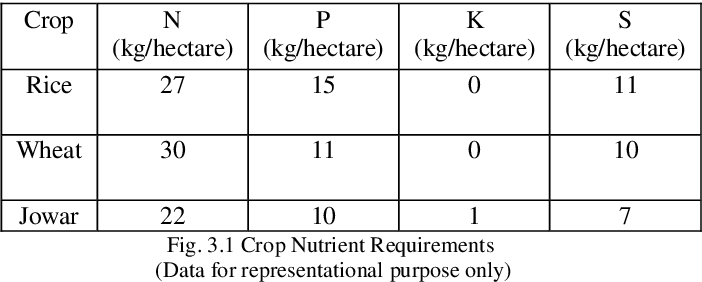 Crop N P K S
(kg/hectare) (kg/hectare) (kg/hectare) (kg/hectare)
Rice 27 15 0 11
Wheat 30 11 0 10
Jowar 22 10 1 7
Fig. 3.1 Crop Nutrient Requirements
(Data for representational purpose only)